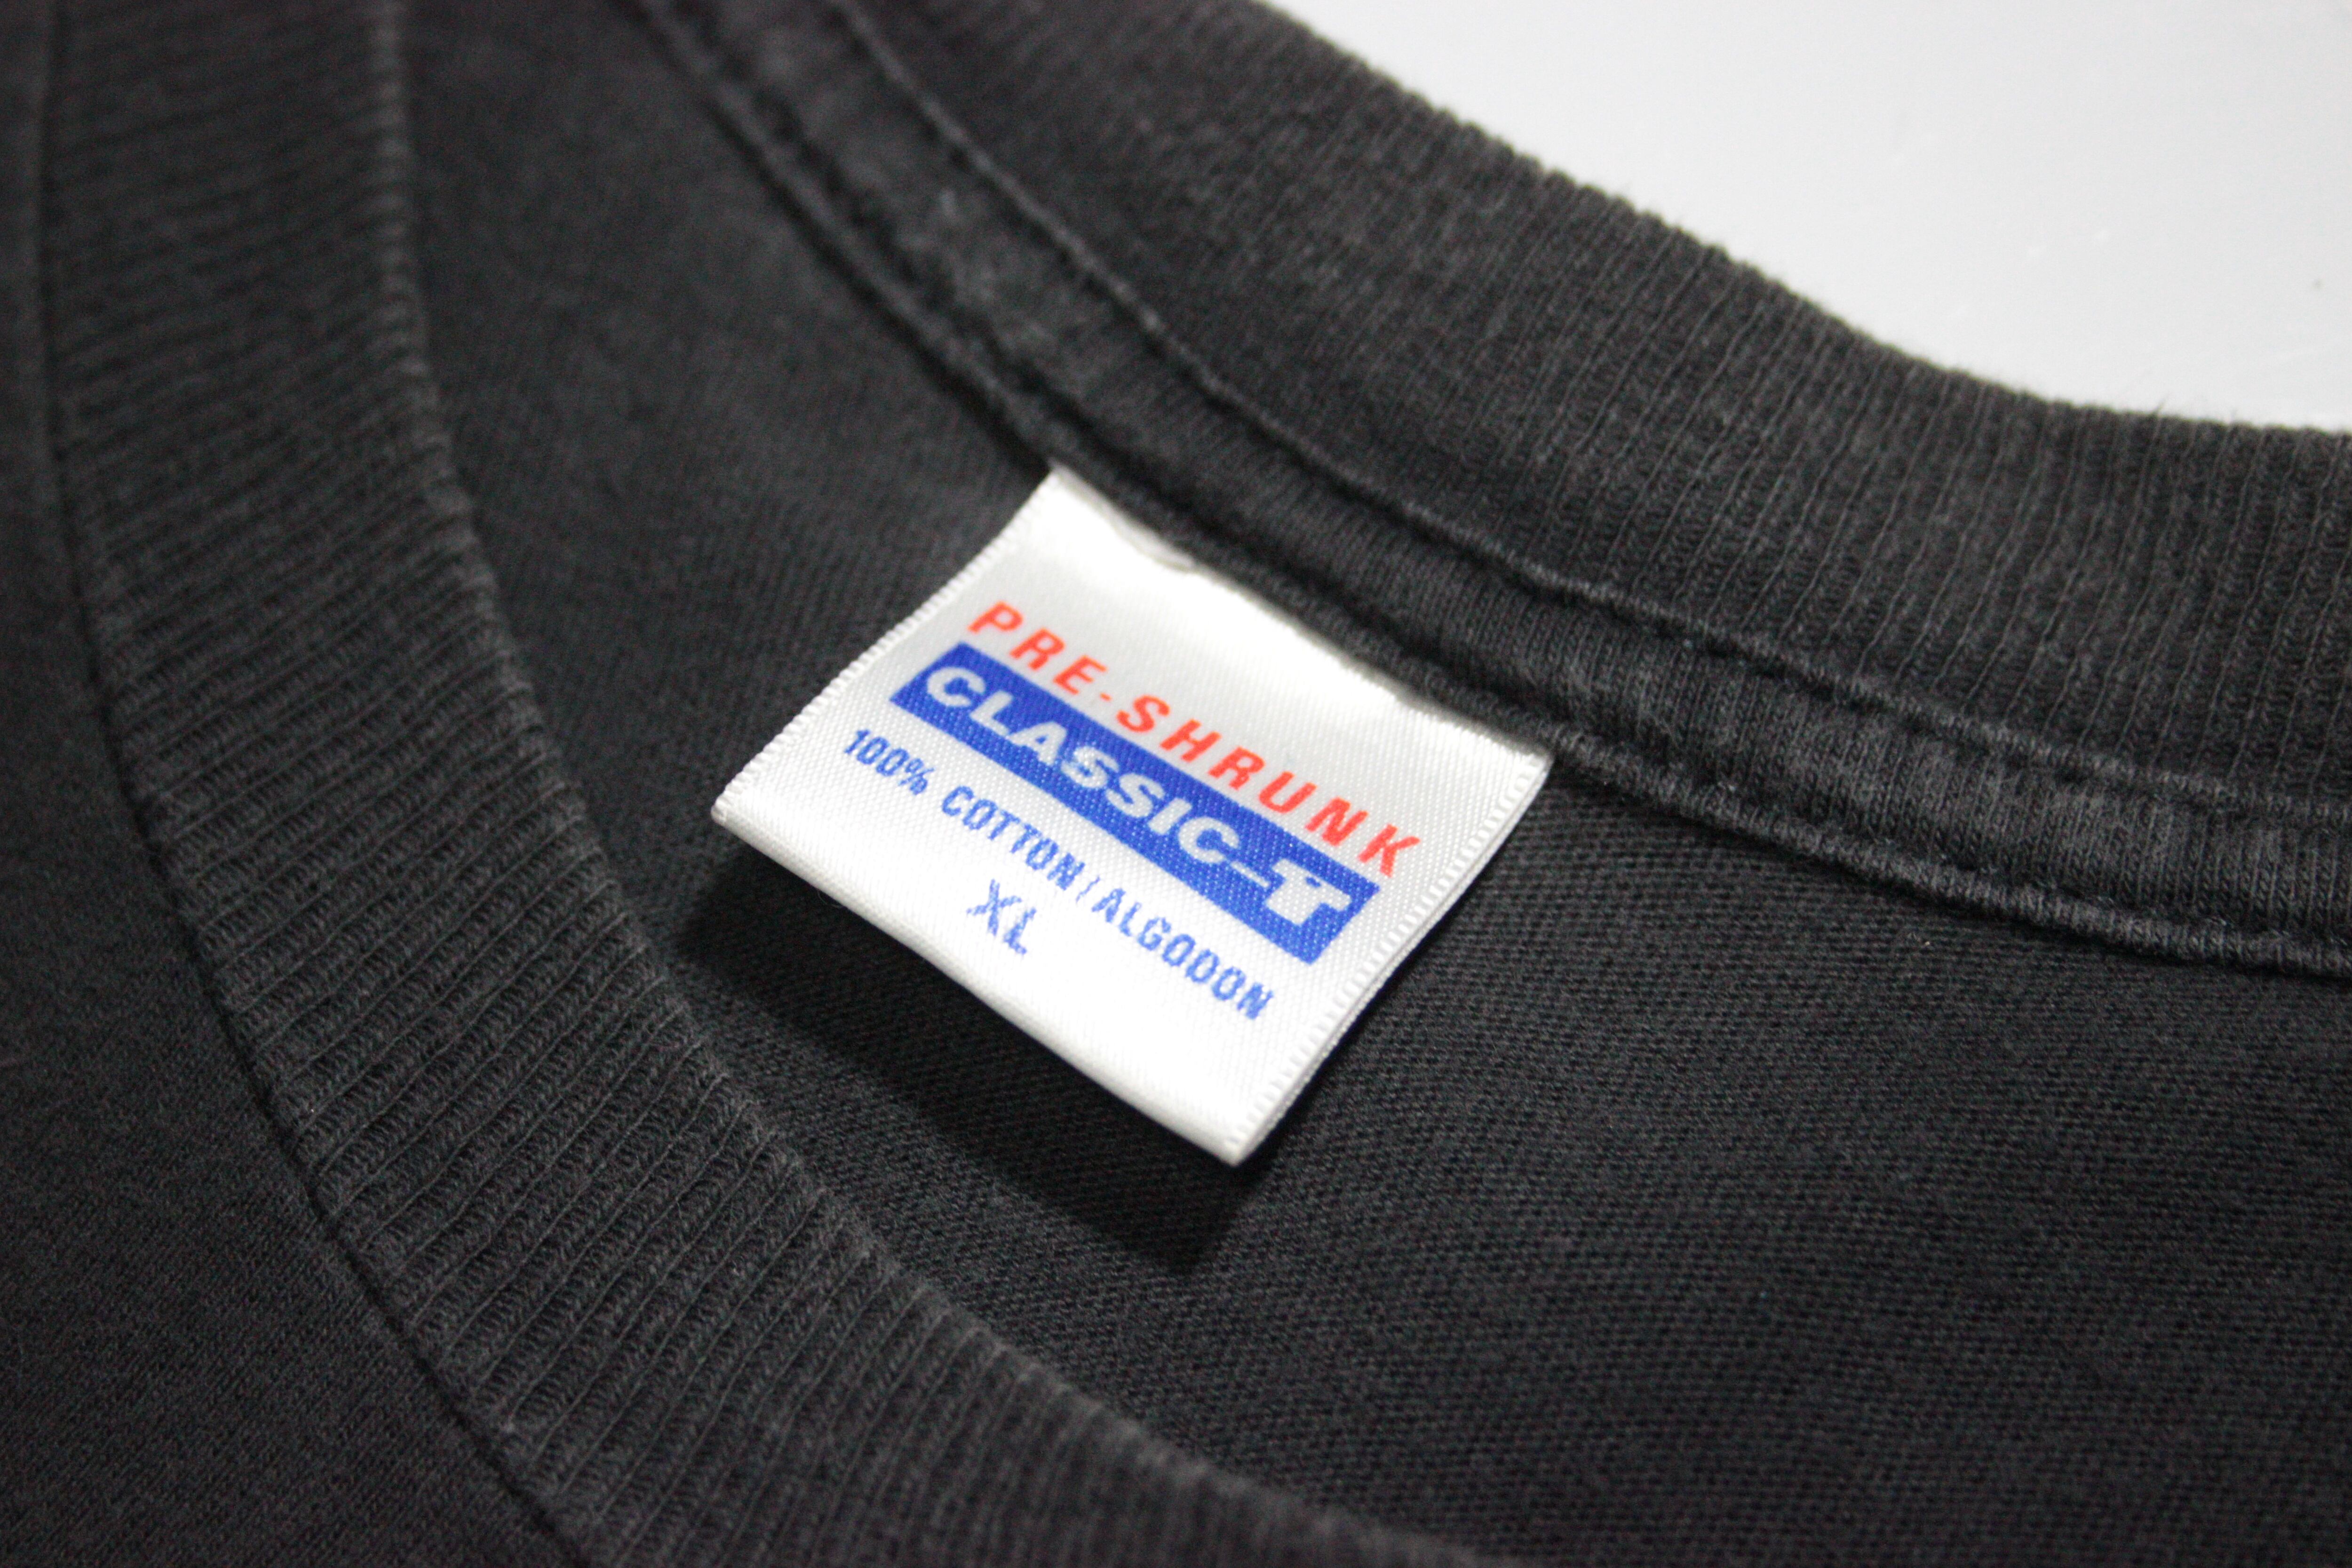 PRE-SHRUNK
CLASSIC-T
100% COTTON/ALGODON
XL